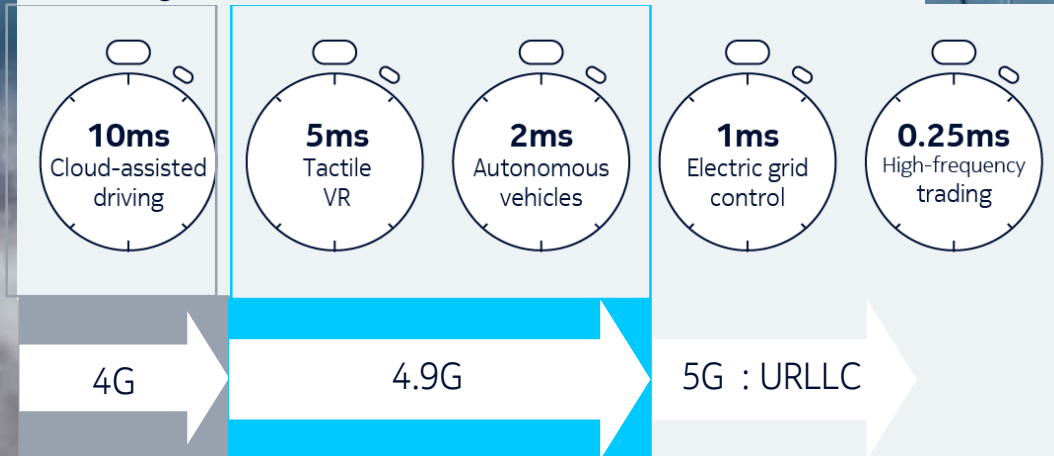 10ms
Cloud-assisted
driving
5ms
Tactile
VR
2ms
Autonomous
vehicles
1ms
Electric grid
control
0.25ms
High-frequency
trading
4G
4.9G
5G : URLLC